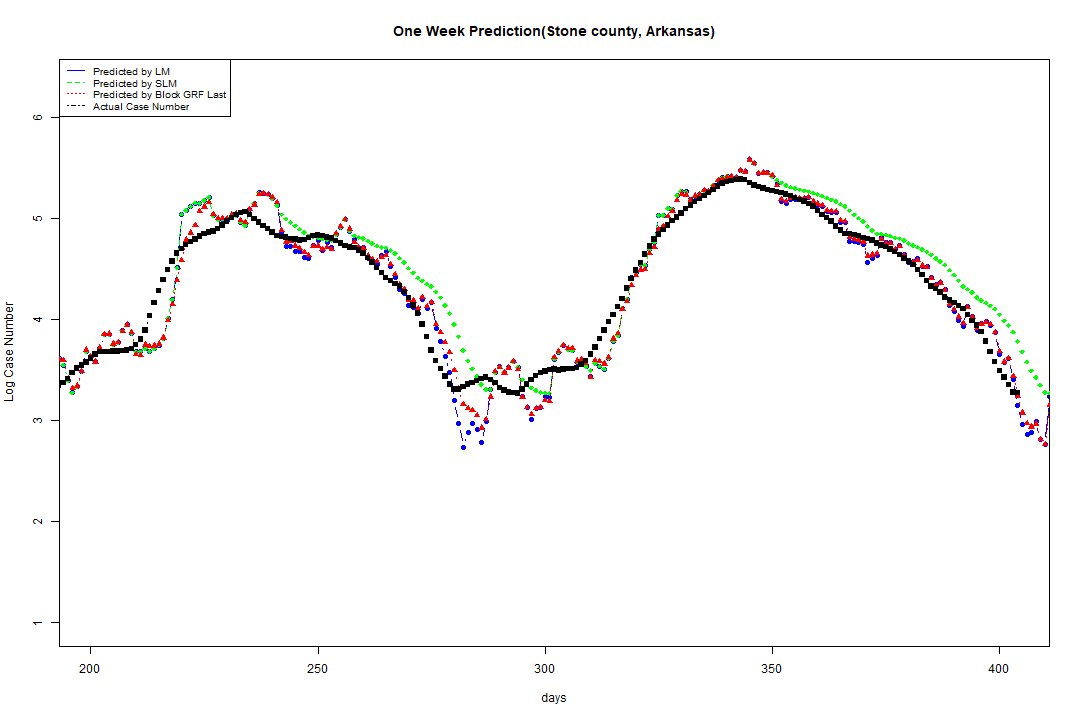 One Week Prediction(Stone county, Arkansas)
Predicted by LM
Predicted by SLM
Predicted by Block GRF Last
Actual Case Number
6
5
4
3
2
1
Log Case Number
200 250 300 350 400
days